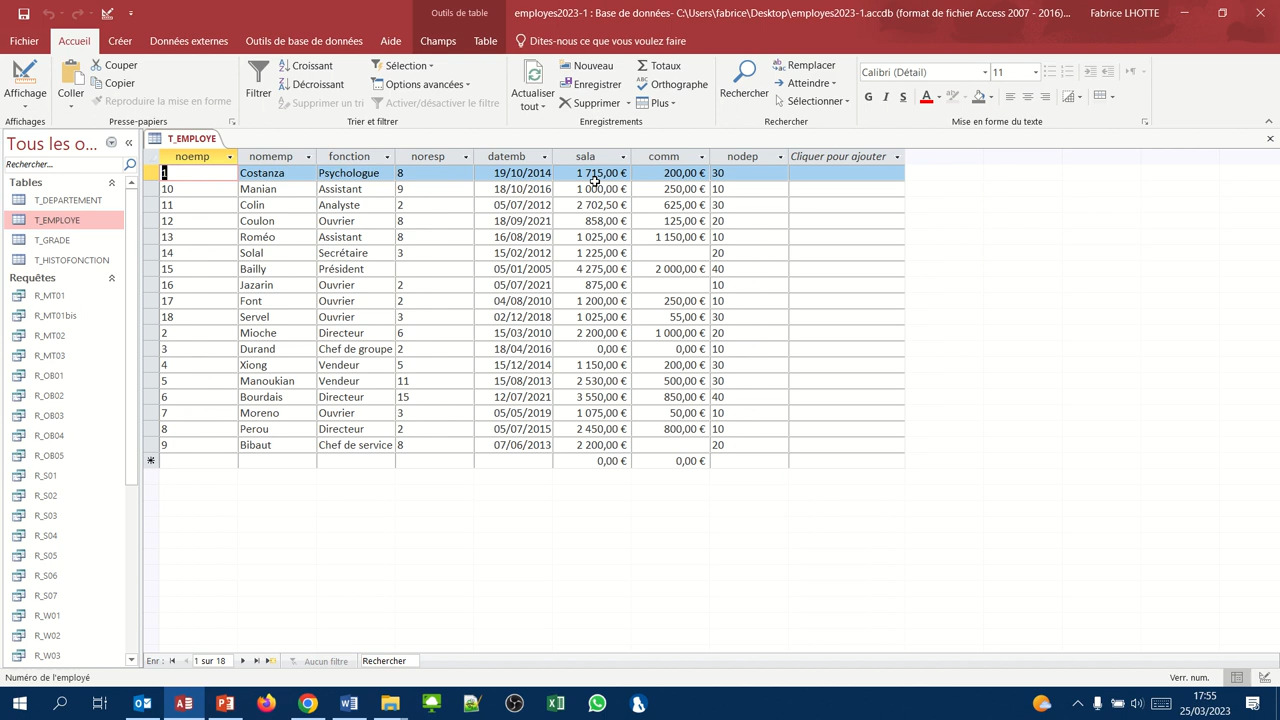 Outils de table
employes2023-1 : Base de données- C:\Users\fabrice\Desktop\employes2023-1.accdb (format de fichier Access 2007 - 2016)...
Fabrice LHOTTE
Fichier Accueil Créer Données externes Outils de base de données Aide Champs Table Dites-nous ce que vous voulez faire
Affichage
Affichages
Coller
Couper
Copier
Reproduire la mise en forme
Presse-papiers
Filtrer
Croissant
Décroissant
Supprimer un tri
Sélection
Options avancées
Activer/désactiver le filtre
Trier et filtrer
Actualiser
tout
Nouveau
Enregistrer
Supprimer
Totaux
Orthographe
Plus
Enregistrements
Rechercher
Remplacer
Atteindre
Sélectionner
Rechercher
Calibri (Détail) 11
G I S A
Mise en forme du texte
Tous les o...
Rechercher...
Tables
T_DEPARTEMENT
T_EMPLOYE
T_GRADE
T_HISTOFONCTION
Requêtes
R_MT01
R_MT01bis
R_MT02
R_MT03
R_OB01
R_OB02
R_OB03
R_OB04
R_OB05
R_S01
R_S02
R_S03
R_S04
R_S05
R_S06
R_S07
R_W01
R_W02
R_W03
T_EMPLOYE
noemp nomemp fonction noresp datemb sala comm nodep Cliquer pour ajouter
1 Costanza Psychologue 8 19/10/2014 1 715,00 € 200,00 € 30
10 Manian Assistant 9 18/10/2016 1 000,00 € 250,00 € 10
11 Colin Analyste 2 05/07/2012 2 702,50 € 625,00 € 30
12 Coulon Ouvrier 8 18/09/2021 858,00 € 125,00 € 20
13 Roméo Assistant 8 16/08/2019 1 025,00 € 1 150,00 € 10
14 Solal Secrétaire 3 15/02/2012 1 225,00 € 20
15 Bailly Président 05/01/2005 4 275,00 € 2 000,00 € 40
16 Jazarin Ouvrier 2 05/07/2021 875,00 € 10
17 Font Ouvrier 2 04/08/2010 1 200,00 € 250,00 € 10
18 Servel Ouvrier 3 02/12/2018 1 025,00 € 55,00 € 30
2 Mioche Directeur 6 15/03/2010 2 200,00 € 1 000,00 € 20
3 Durand Chef de groupe 2 18/04/2016 0,00 € 0,00 € 10
4 Xiong Vendeur 5 15/12/2014 1 150,00 € 200,00 € 30
5 Manoukian Vendeur 11 15/08/2013 2 530,00 € 500,00 € 30
6 Bourdais Directeur 15 12/07/2021 3 550,00 € 850,00 € 40
7 Moreno Ouvrier 3 05/05/2019 1 075,00 € 50,00 € 10
8 Perou Directeur 2 05/07/2015 2 450,00 € 800,00 € 10
9 Bibaut Chef de service 8 07/06/2013 2 200,00 € 20
0,00 € 0,00 €
Enr : 1 sur 18 Aucun filtre Rechercher
Numéro de l'employé
Verr. num.
17:55
25/03/2023